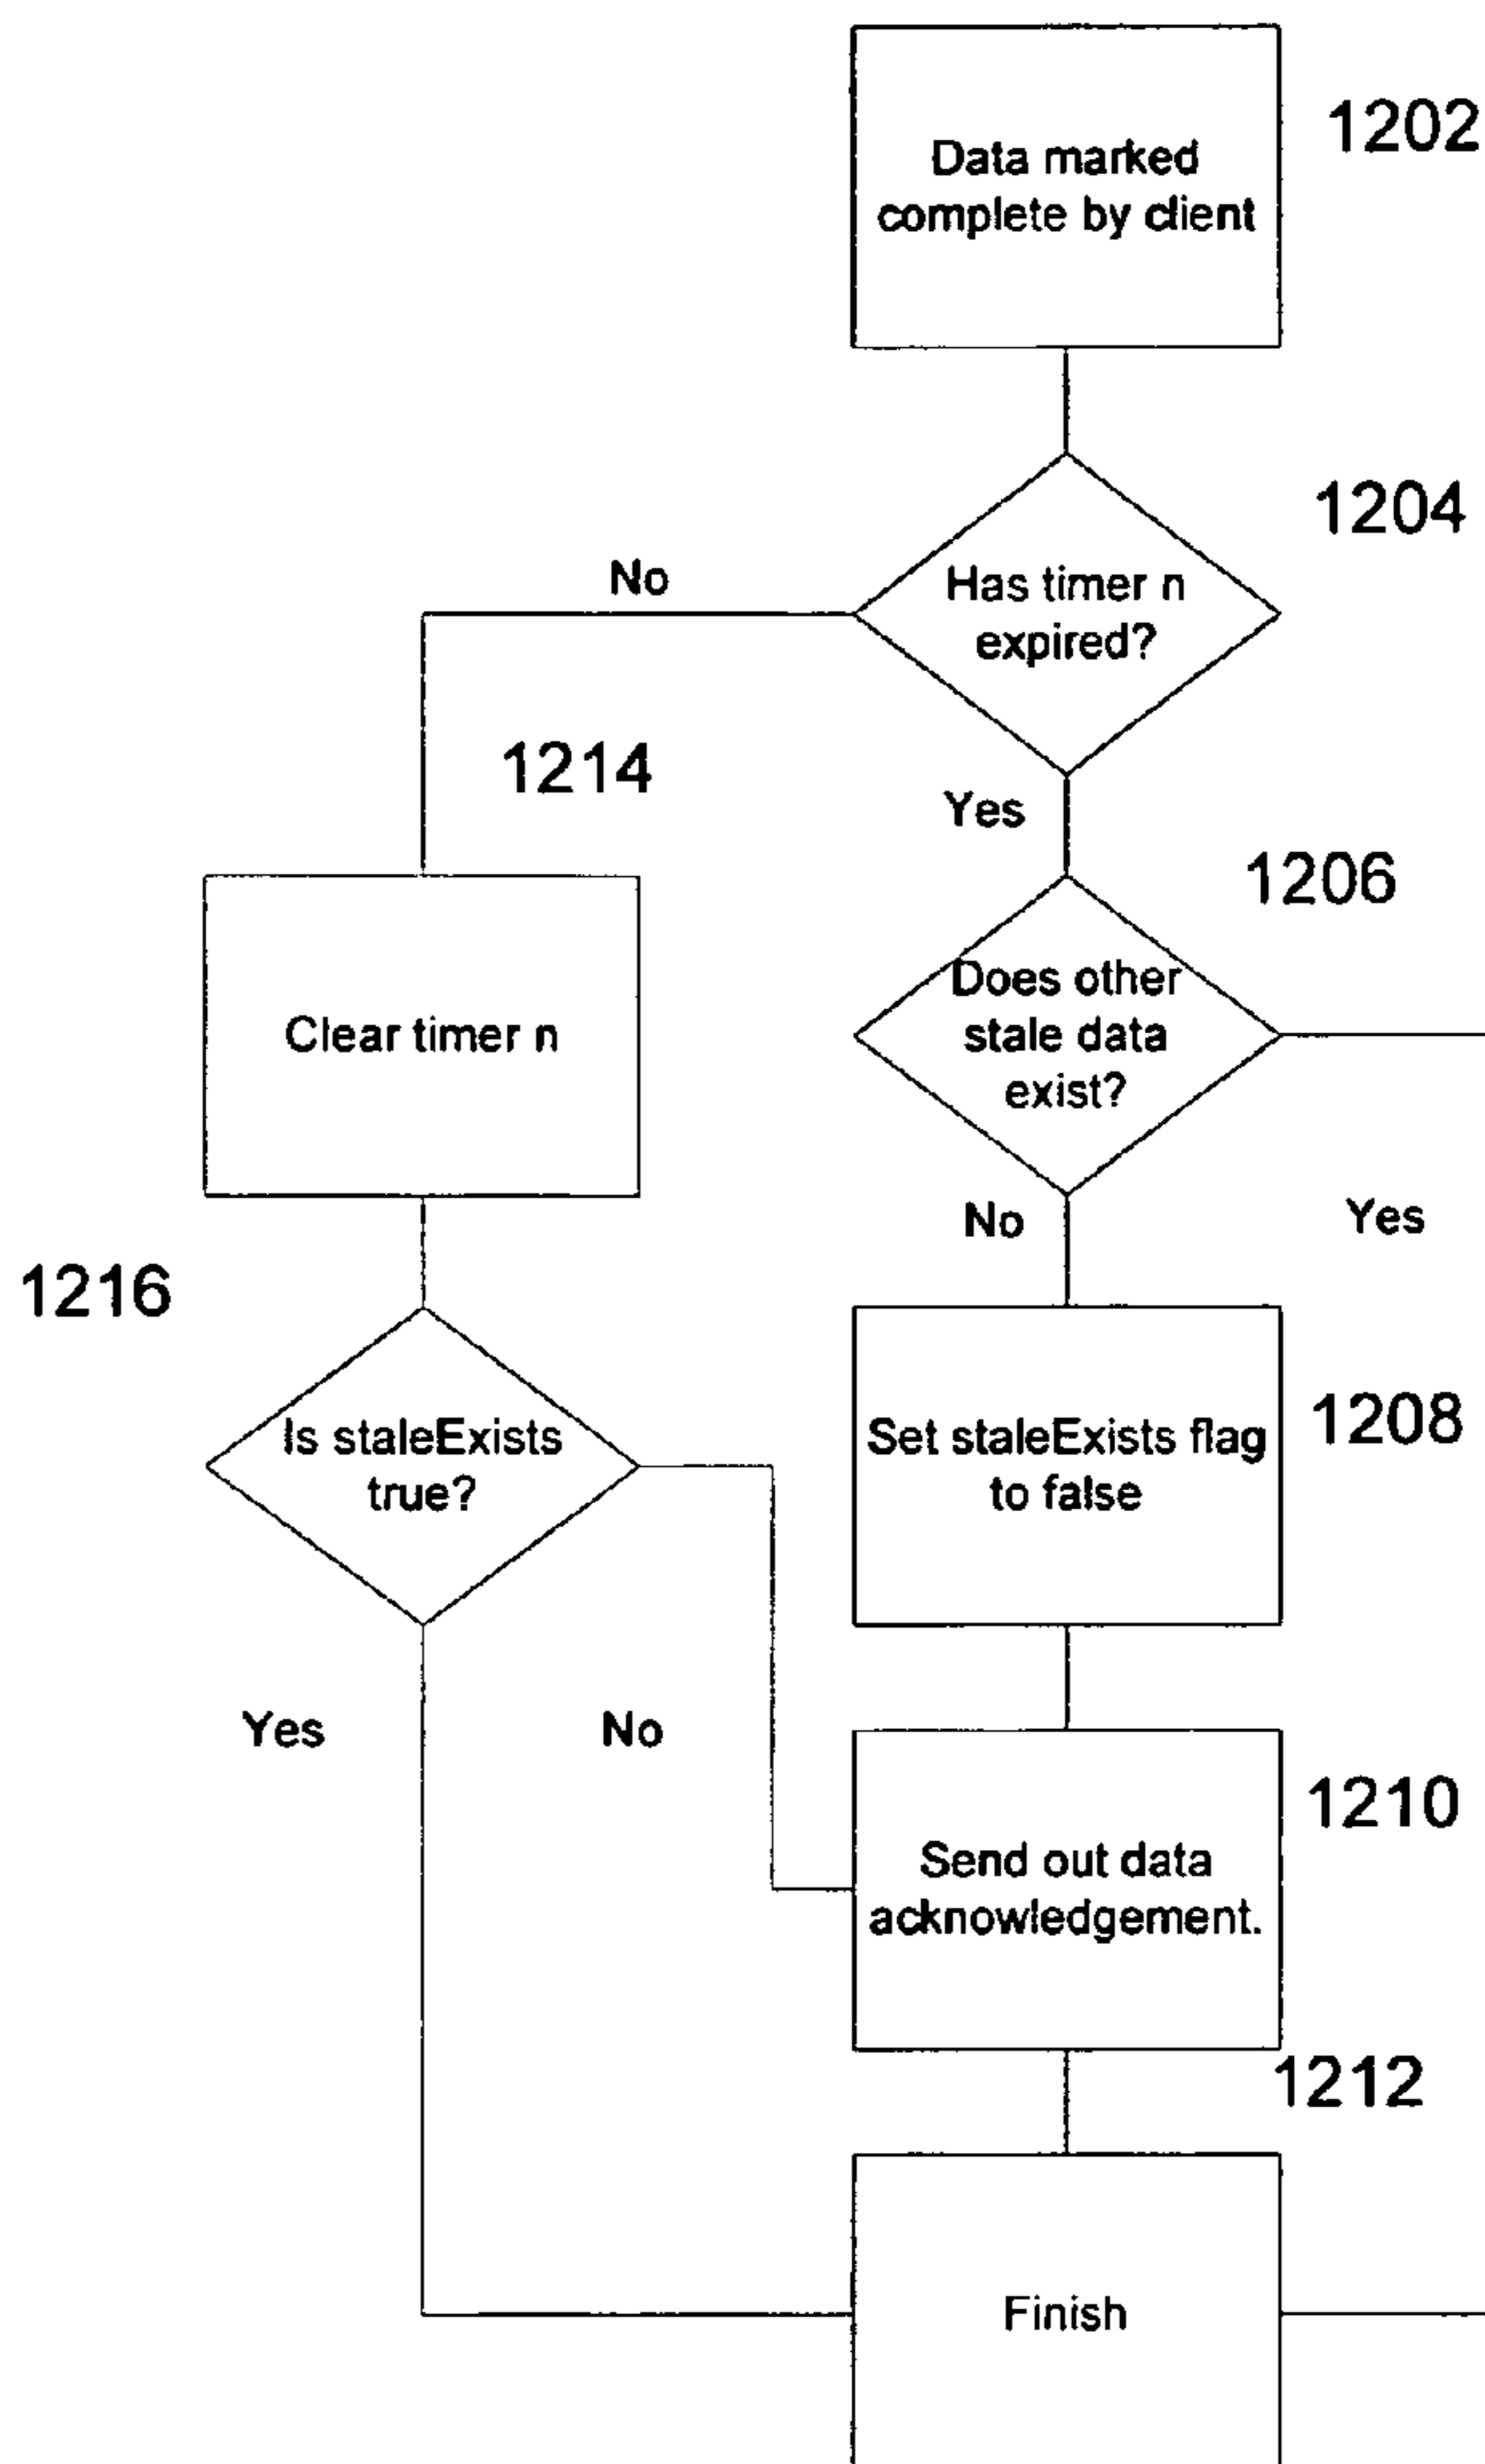 1202
Data marked
complete by client
1204
No
Has timer n
expired?
1214
Yes
1206
Does other
stale data
exist?
Clear timer n
No
Yes
1216
Is staleExists
true?
Set staleExists flag
to false
1208
Yes
No
1210
Send out data
acknowledgement.
1212
Finish